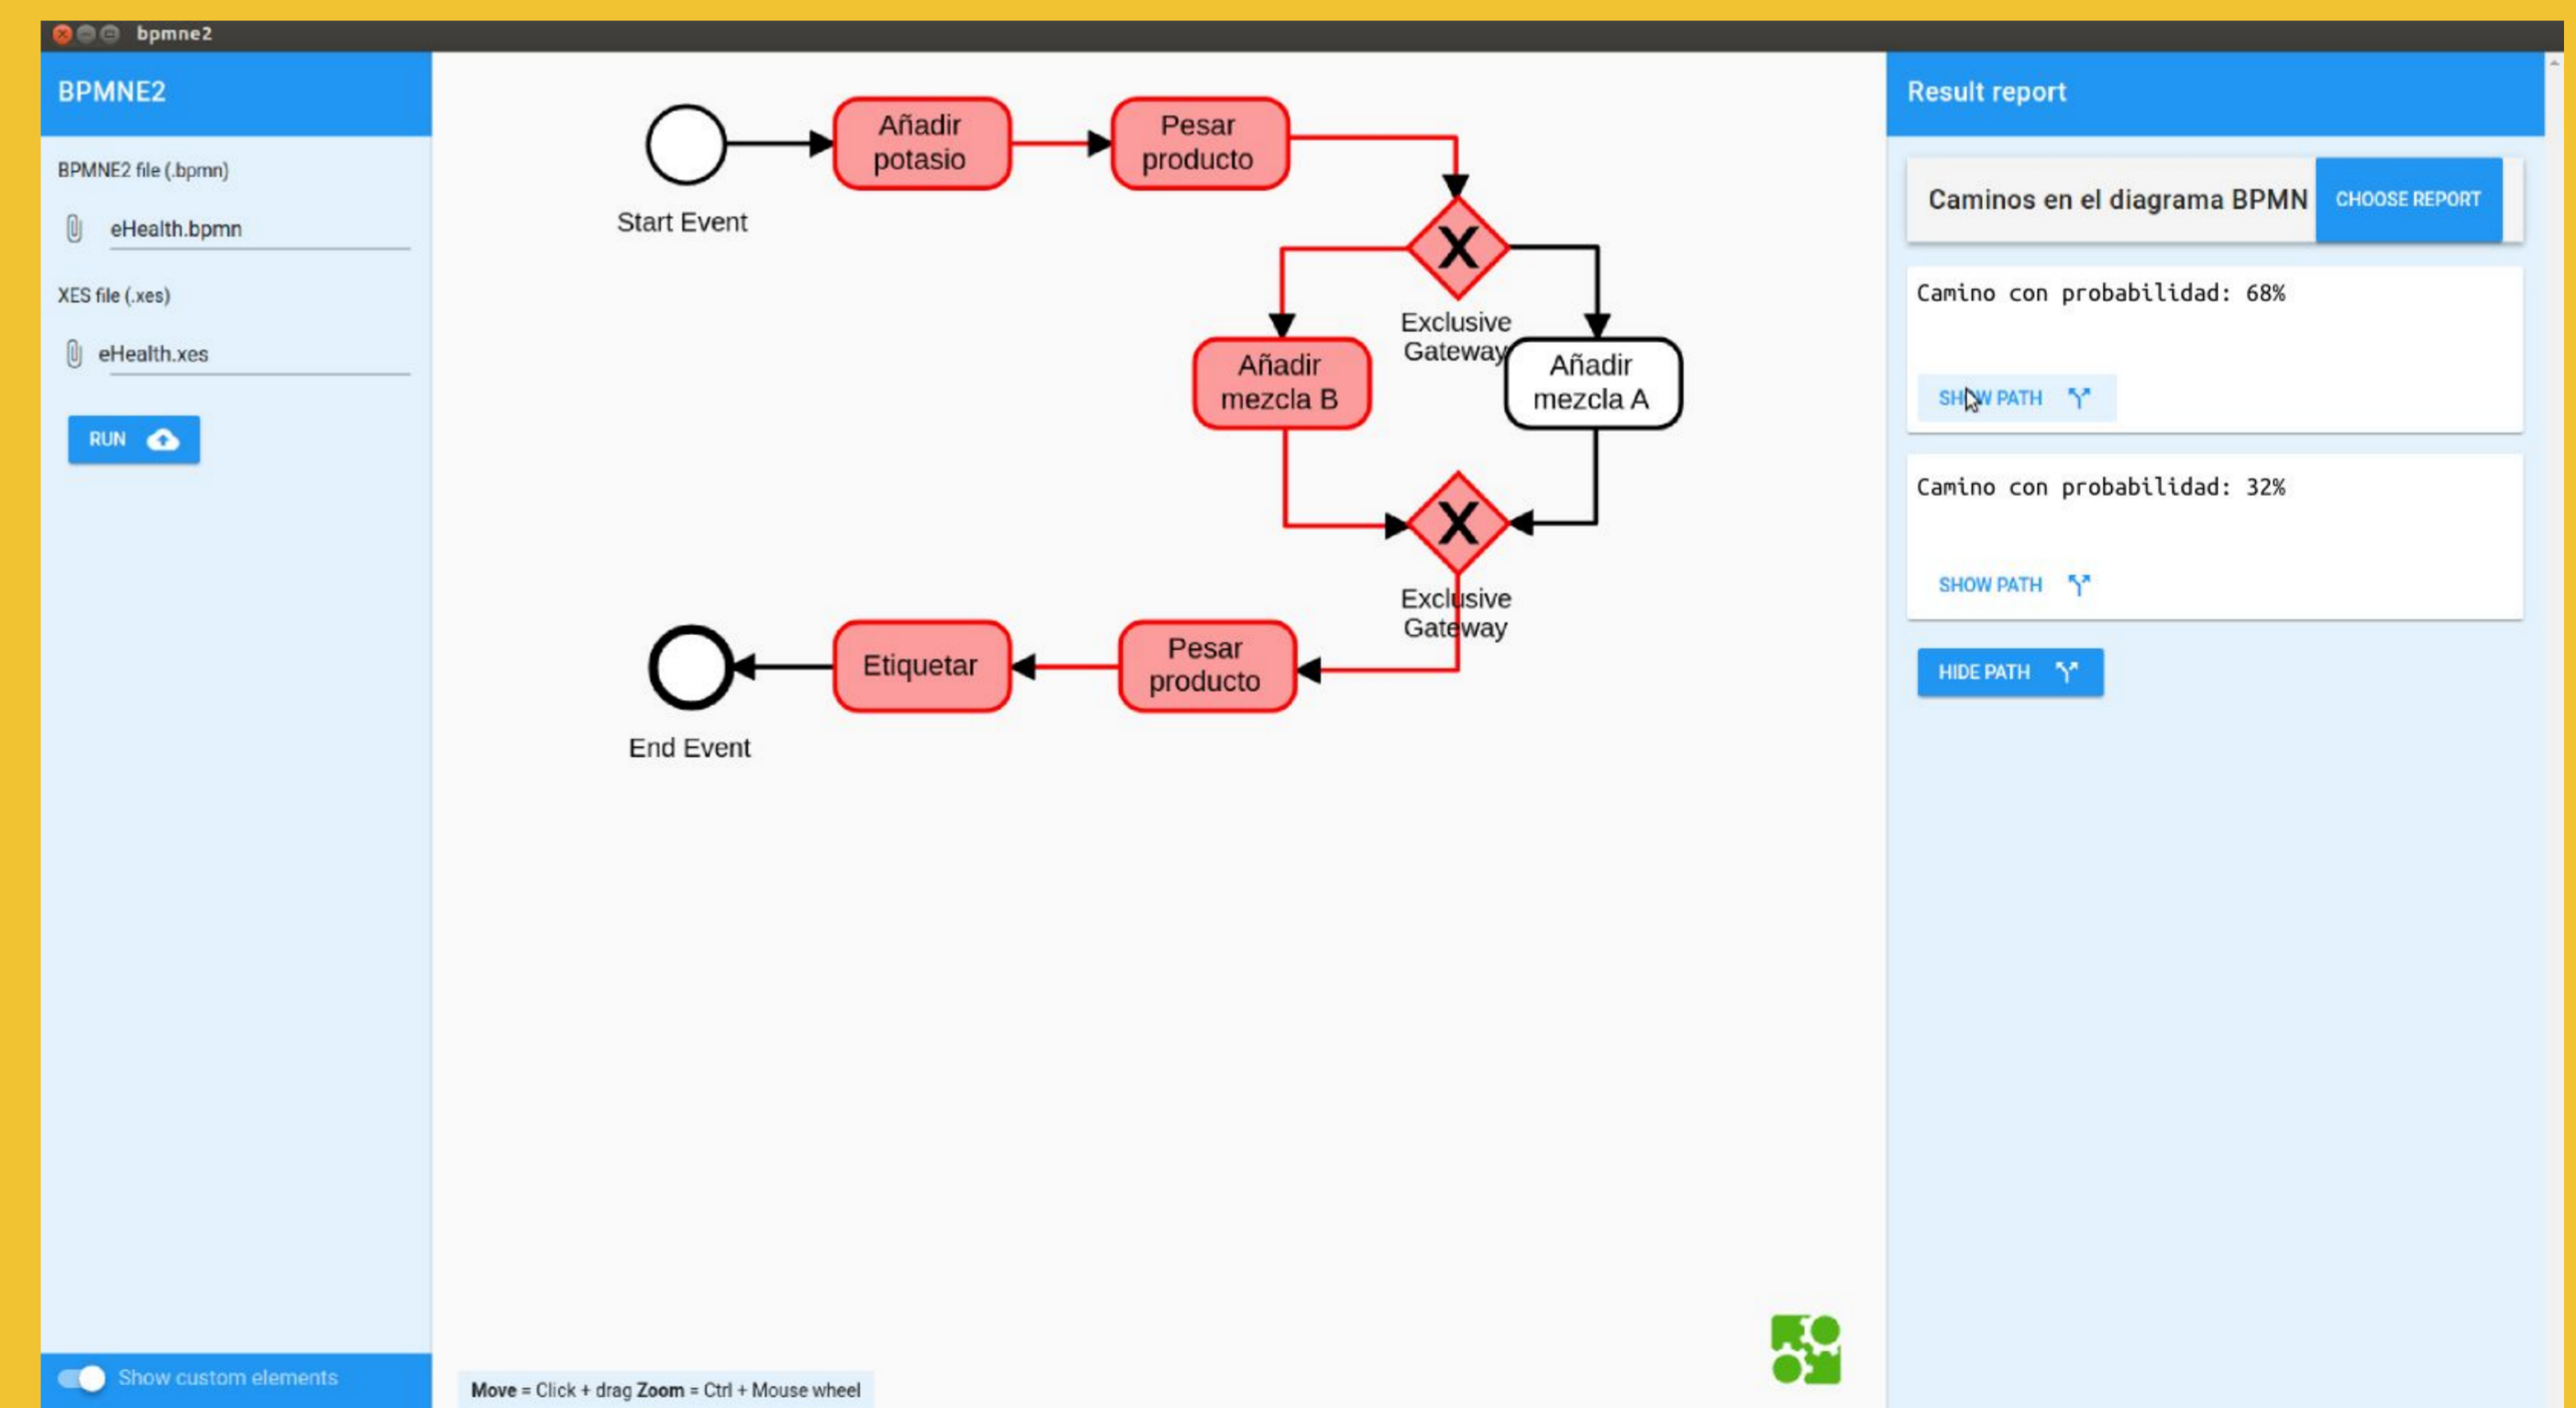 bpmne2
BPMNE2
BPMNE2 file (.bpmn)
eHealth.bpmn
XES file (.xes)
eHealth.xes
RUN
Show custom elements
Start Event
Añadir
potasio
Pesar
producto
X
Exclusive
Gateway
Añadir
mezcla B
Añadir
mezcla A
X
Exclusive
Gateway
Pesar
producto
Etiquetar
End Event
Move = Click + drag Zoom = Ctrl + Mouse wheel
Result report
Caminos en el diagrama BPMN
CHOOSE REPORT
Camino con probabilidad: 68%
SHOW PATH
Camino con probabilidad: 32%
SHOW PATH
HIDE PATH